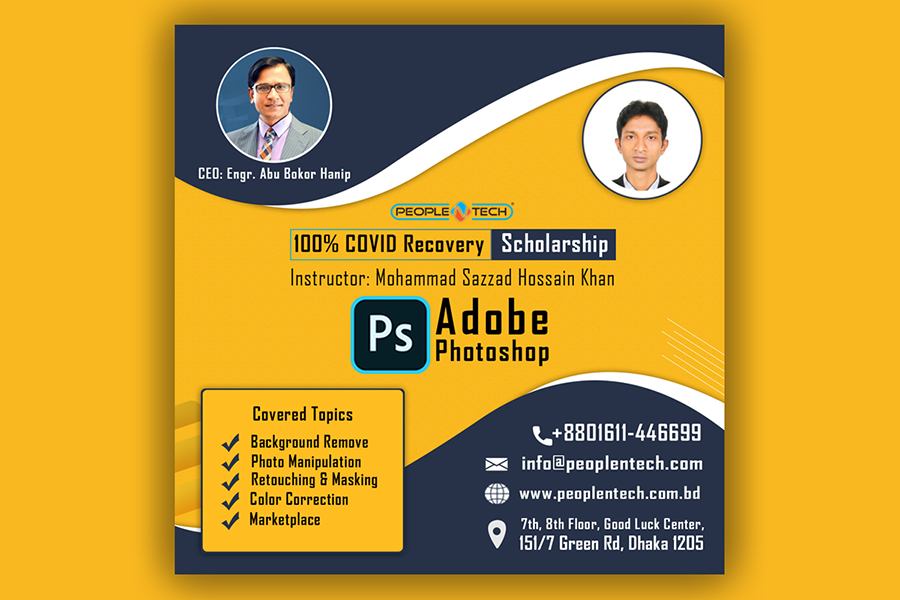 CEO: Engr. Abu Bokor Hanip
PEOPLE N TECH
100% COVID Recovery Scholarship
Instructor: Mohammad Sazzad Hossain Khan
Ps
Adobe
Photoshop
Covered Topics
Background Remove
Photo Manipulation
Retouching & Masking
Color Correction
Marketplace
+8801611-446699
info@peoplentech.com
www.peoplentech.com.bd
7th, 8th Floor, Good Luck Center,
151/7 Green Rd, Dhaka 1205